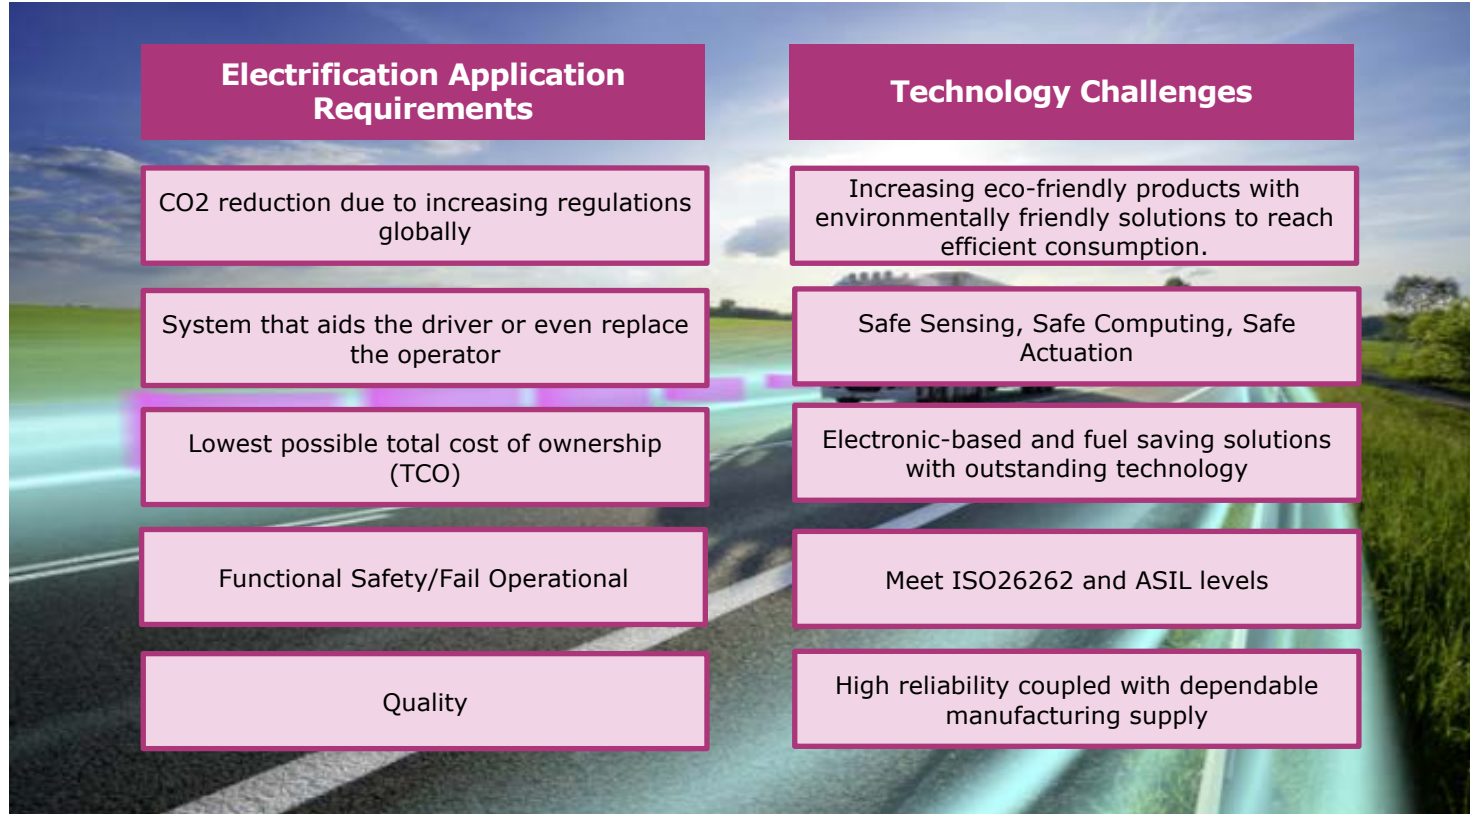 Electrification Application
Requirements
Technology Challenges
CO2 reduction due to increasing regulations
globally
Increasing eco-friendly products with
environmentally friendly solutions to reach
efficient consumption.
System that aids the driver or even replace
the operator
Safe Sensing, Safe Computing, Safe
Actuation
Lowest possible total cost of ownership
(TCO)
Electronic-based and fuel saving solutions
with outstanding technology
Functional Safety/Fail Operational
Meet ISO26262 and ASIL levels
Quality
High reliability coupled with dependable
manufacturing supply